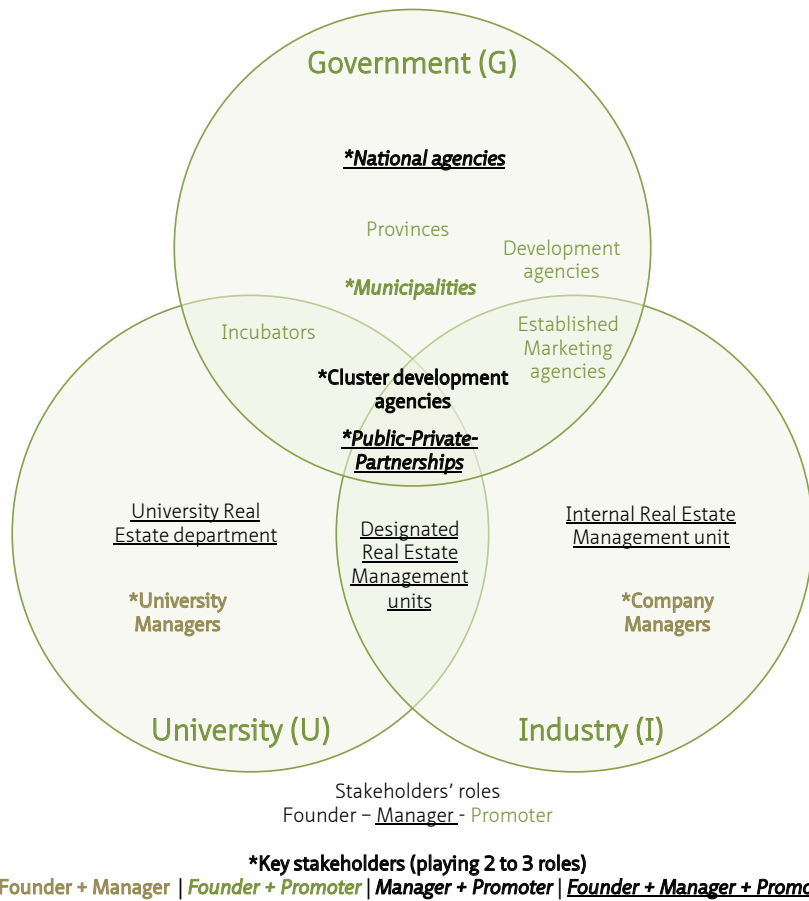 Government (G)
*National agencies
Provinces
Development
agencies
*Municipalities
Incubators
Established
Marketing
agencies
*Cluster development
agencies
*Public-Private-
Partnerships
University Real
Estate department
Designated
Real Estate
Management
units
Internal Real Estate
Management unit
*University
Managers
*Company
Managers
University (U)
Industry (I)
Stakeholders’ roles
Founder – Manager - Promoter
*Key stakeholders (playing 2 to 3 roles)
Founder + Manager | Founder + Promoter | Manager + Promoter | Founder + Manager + Promo